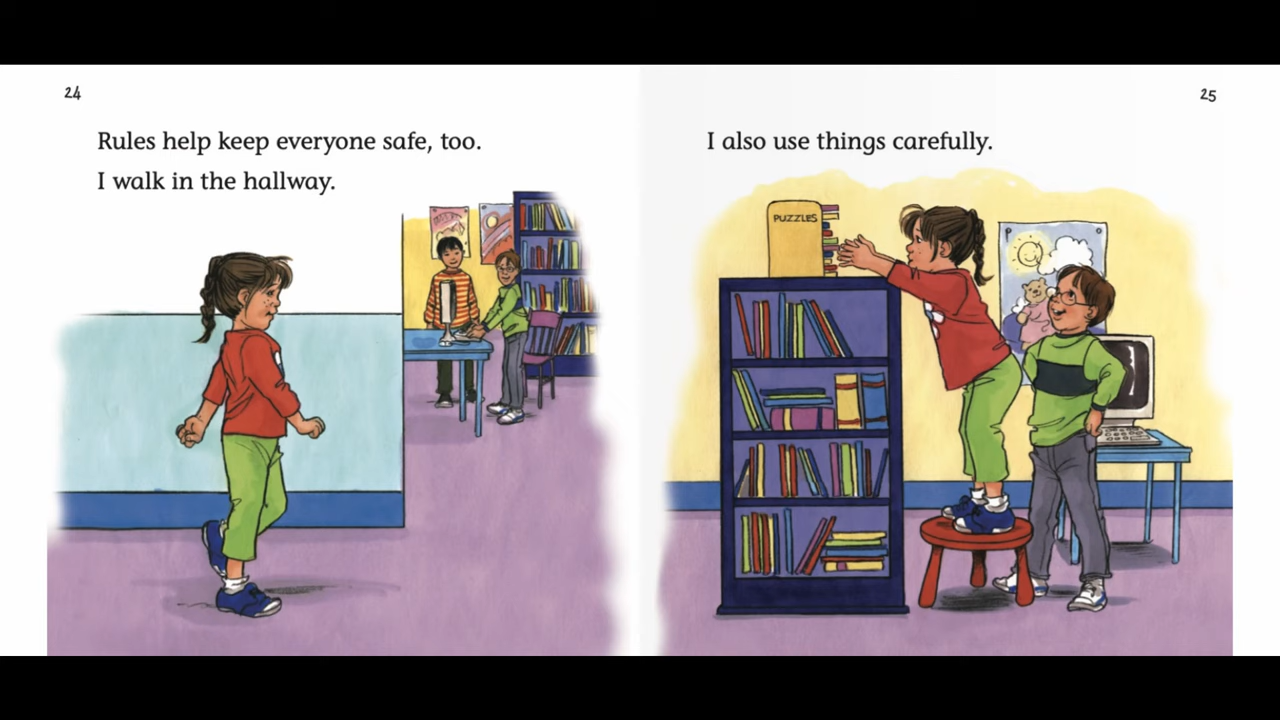 24
Rules help keep everyone safe, too.
I walk in the hallway.
25
I also use things carefully.
PUZZLES